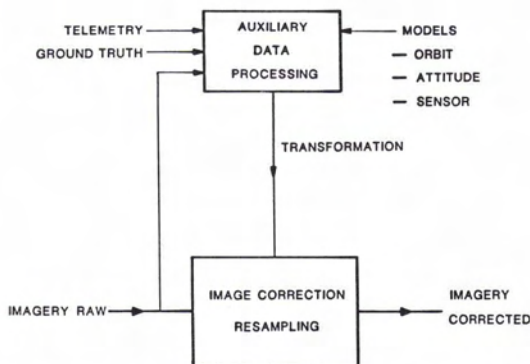 TELEMETRY
GROUND TRUTH
AUXILIARY
DATA
PROCESSING
MODELS
— ORBIT
— ATTITUDE
— SENSOR
TRANSFORMATION
IMAGERY RAW
IMAGE CORRECTION
RESAMPLING
IMAGERY
CORRECTED